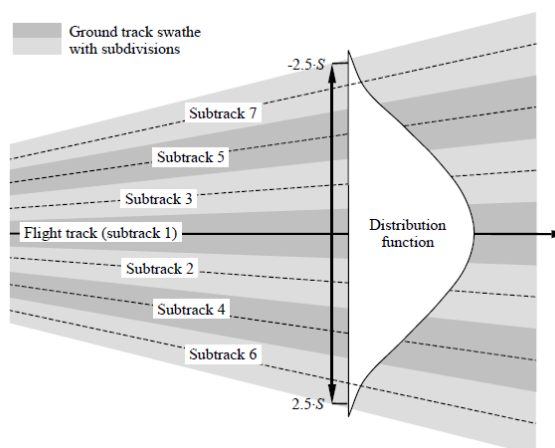 Ground track swathe
with subdivisions
-2.5·S
Subtrack 7
Subtrack 5
Subtrack 3
Flight track (subtrack 1)
Distribution
function
Subtrack 2
Subtrack 4
Subtrack 6
2.5·S